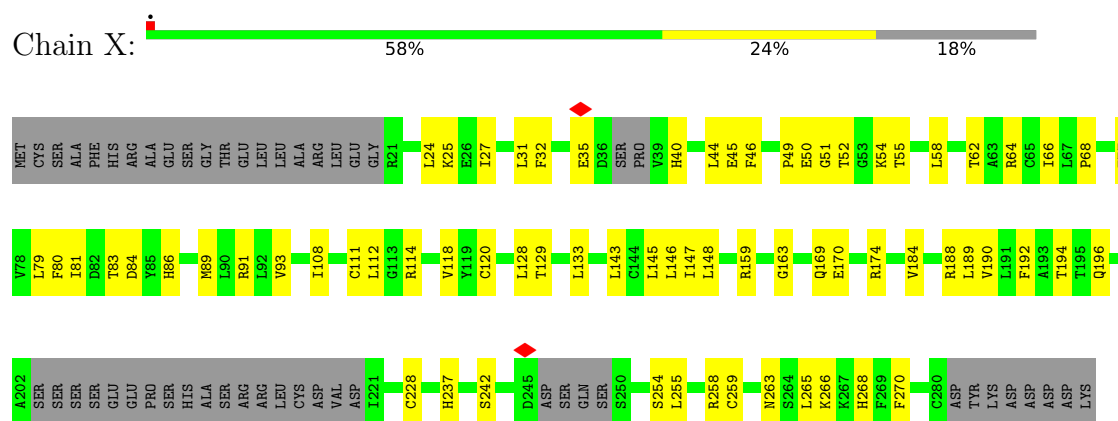 Chain X:
58% 24% 18%
MET CYS SER ALA PHE HIS ARG ALA GLU SER GLY THR GLU LEU LEU ALA ARG LEU GLU GLY R21 L24 K25 E26 I27 L31 F32 E35 D36 SER PRO V39 H40 L44 E45 F46 P49 E50 G51 T52 G53 K54 T55 L58 T62 A63 R64 C65 I66 L67 P68
V78 L79 F80 I81 D82 T83 D84 Y85 H86 M89 L90 R91 L92 V93 I108 C111 L112 G113 R114 V118 Y119 C120 L128 T129 L133 L143 C144 L145 L146 I147 L148 R159 G163 Q169 E170 R174 V184 R188 L189 V190 L191 F192 A193 T194 T195 Q196
A202 SER SER SER SER GLU GLU PRO SER HIS ALA SER ARG ARG LEU CYS ASP VAL ASP I221 C228 H237 S242 D245 ASP SER GLN SER S250 S254 L255 R258 C259 N263 S264 L265 K266 K267 H268 F269 F270 C280 ASP TYR LYS ASP ASP ASP ASP LYS